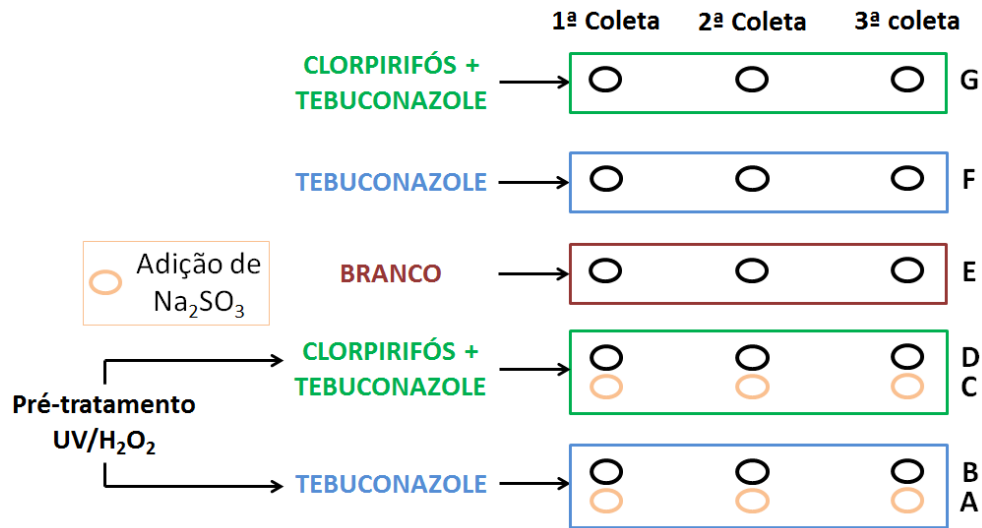 1ª Coleta 2ª Coleta 3ª coleta
CLORPIRIFÓS +
TEBUCONAZOLE
G
TEBUCONAZOLE
F
Adição de
Na₂SO₃
BRANCO
E
CLORPIRIFÓS +
TEBUCONAZOLE
D
C
Pré-tratamento
UV/H₂O₂
TEBUCONAZOLE
B
A